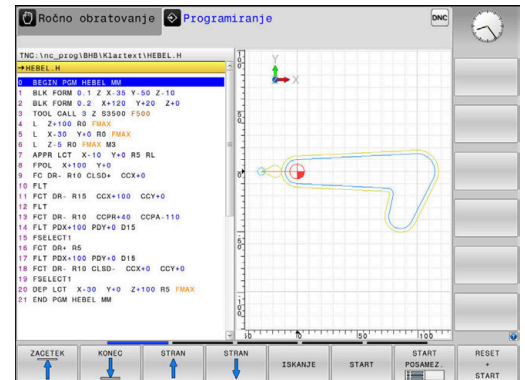 Ročno obratovanje
Programiranje
DNC
TNC:\nc_prog\BHB\Klartext\HEBEL.H
→HEBEL.H
0 BEGIN PGM HEBEL MM
1 BLK FORM 0.1 Z X-35 Y-50 Z-10
2 BLK FORM 0.2 X+120 Y+20 Z+0
3 TOOL CALL 3 Z S3500 F500
4 L Z+100 R0 FMAX
5 L X-30 Y+0 R0 FMAX
6 L Z-5 R0 FMAX M3
7 APPR LCT X-10 Y+0 R5 RL
8 FPOL X+100 Y+0
9 FC DR- R10 CLSD+ CCX+0
10 FLT
11 FCT DR- R15 CCX+100 CCY+0
12 FLT
13 FCT DR- R10 CCPR+40 CCPA-110
14 FLT PDX+100 PDY+0 D15
15 FSELECT1
16 FCT DR+ R5
17 FLT PDX+100 PDY+0 D15
18 FCT DR- R10 CLSD- CCX+0 CCY+0
19 FSELECT1
20 DEP LCT X-30 Y+0 Z+100 R5 FMAX
21 END PGM HEBEL MM
Y
X
0
50
100
ZAČETEK
KONEC
STRAN
STRAN
ISKANJE
START
START
POSAMEZ.
RESET
+
START